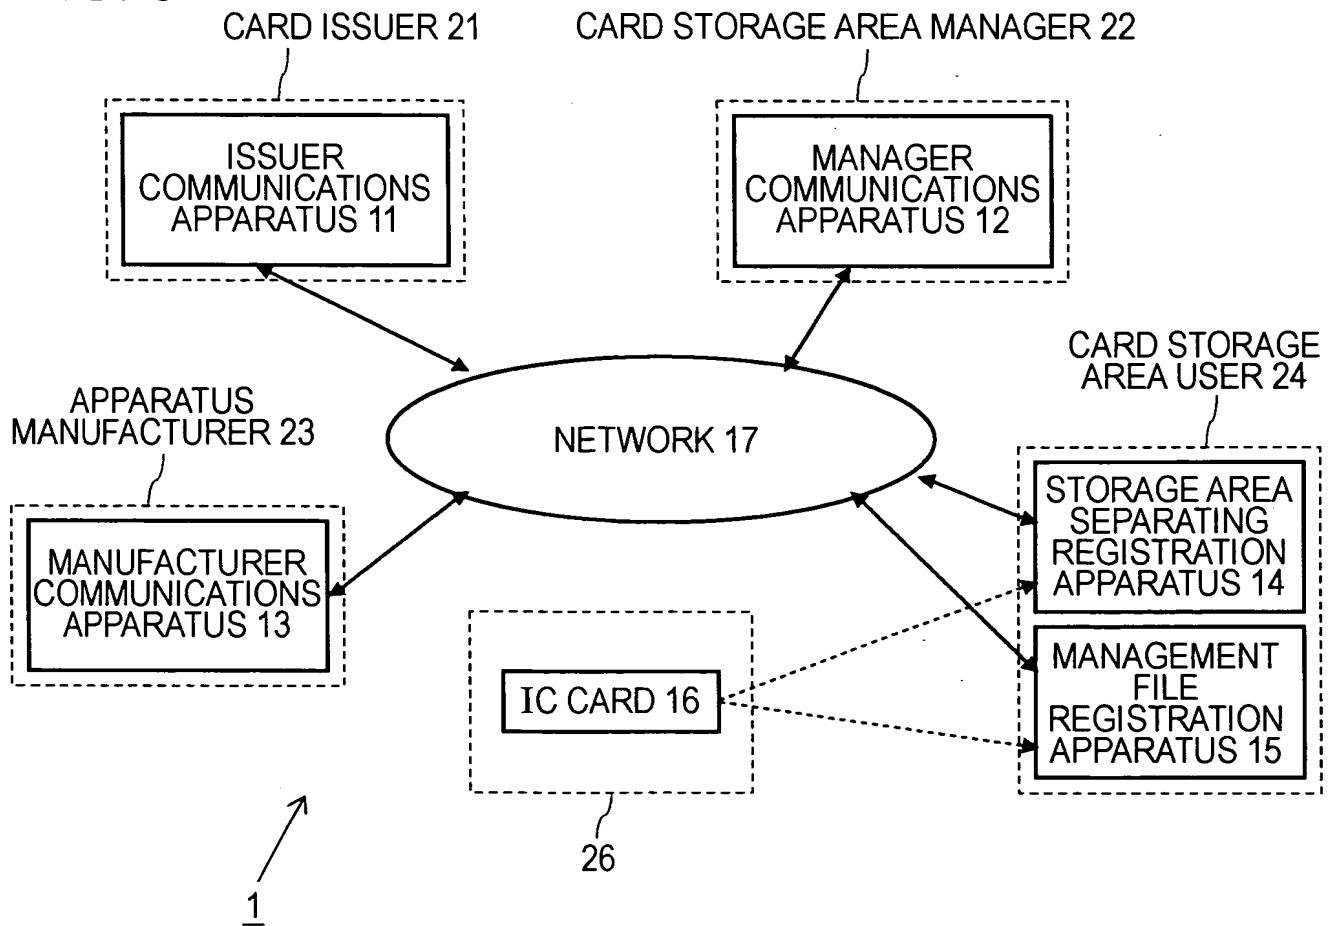 CARD ISSUER 21
CARD STORAGE AREA MANAGER 22
ISSUER
COMMUNICATIONS
APPARATUS 11
MANAGER
COMMUNICATIONS
APPARATUS 12
CARD STORAGE
AREA USER 24
APPARATUS
MANUFACTURER 23
NETWORK 17
STORAGE AREA
SEPARATING
REGISTRATION
APPARATUS 14
MANUFACTURER
COMMUNICATIONS
APPARATUS 13
IC CARD 16
MANAGEMENT
FILE
REGISTRATION
APPARATUS 15
26
1